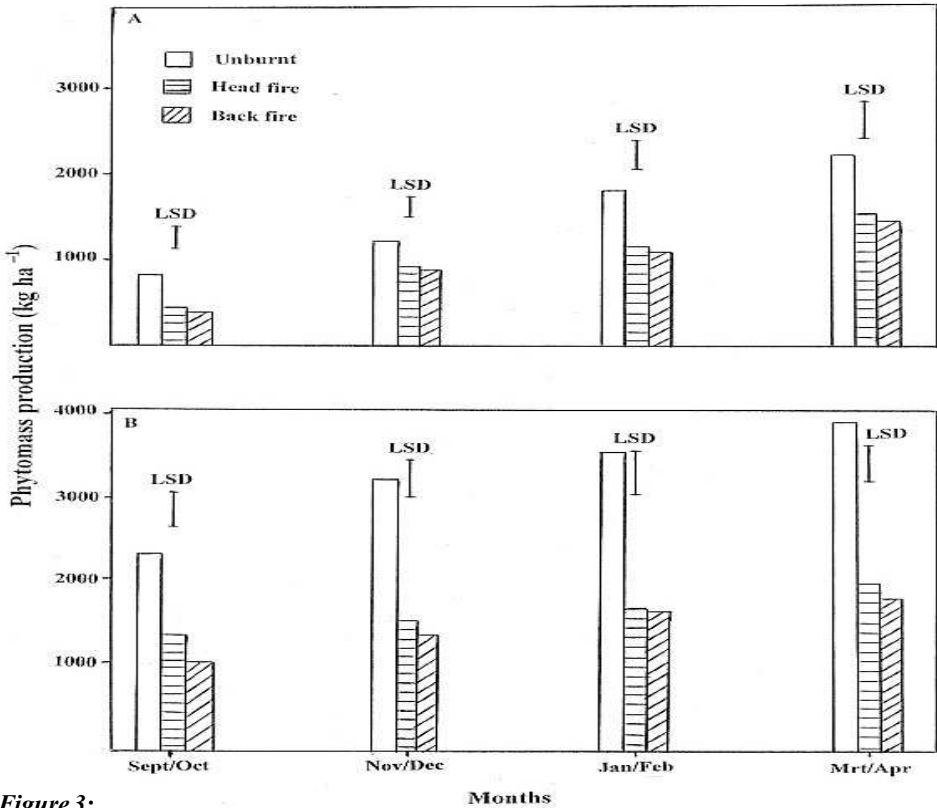 A
Unburnt
Head fire
Back fire
3000
2000
1000
LSD
LSD
LSD
LSD
Phytomass production (kg ha⁻¹)
B
4000
3000
2000
1000
LSD
LSD
LSD
LSD
Sept/Oct Nov/Dec Jan/Feb Mrt/Apr
Months
Figure 3: